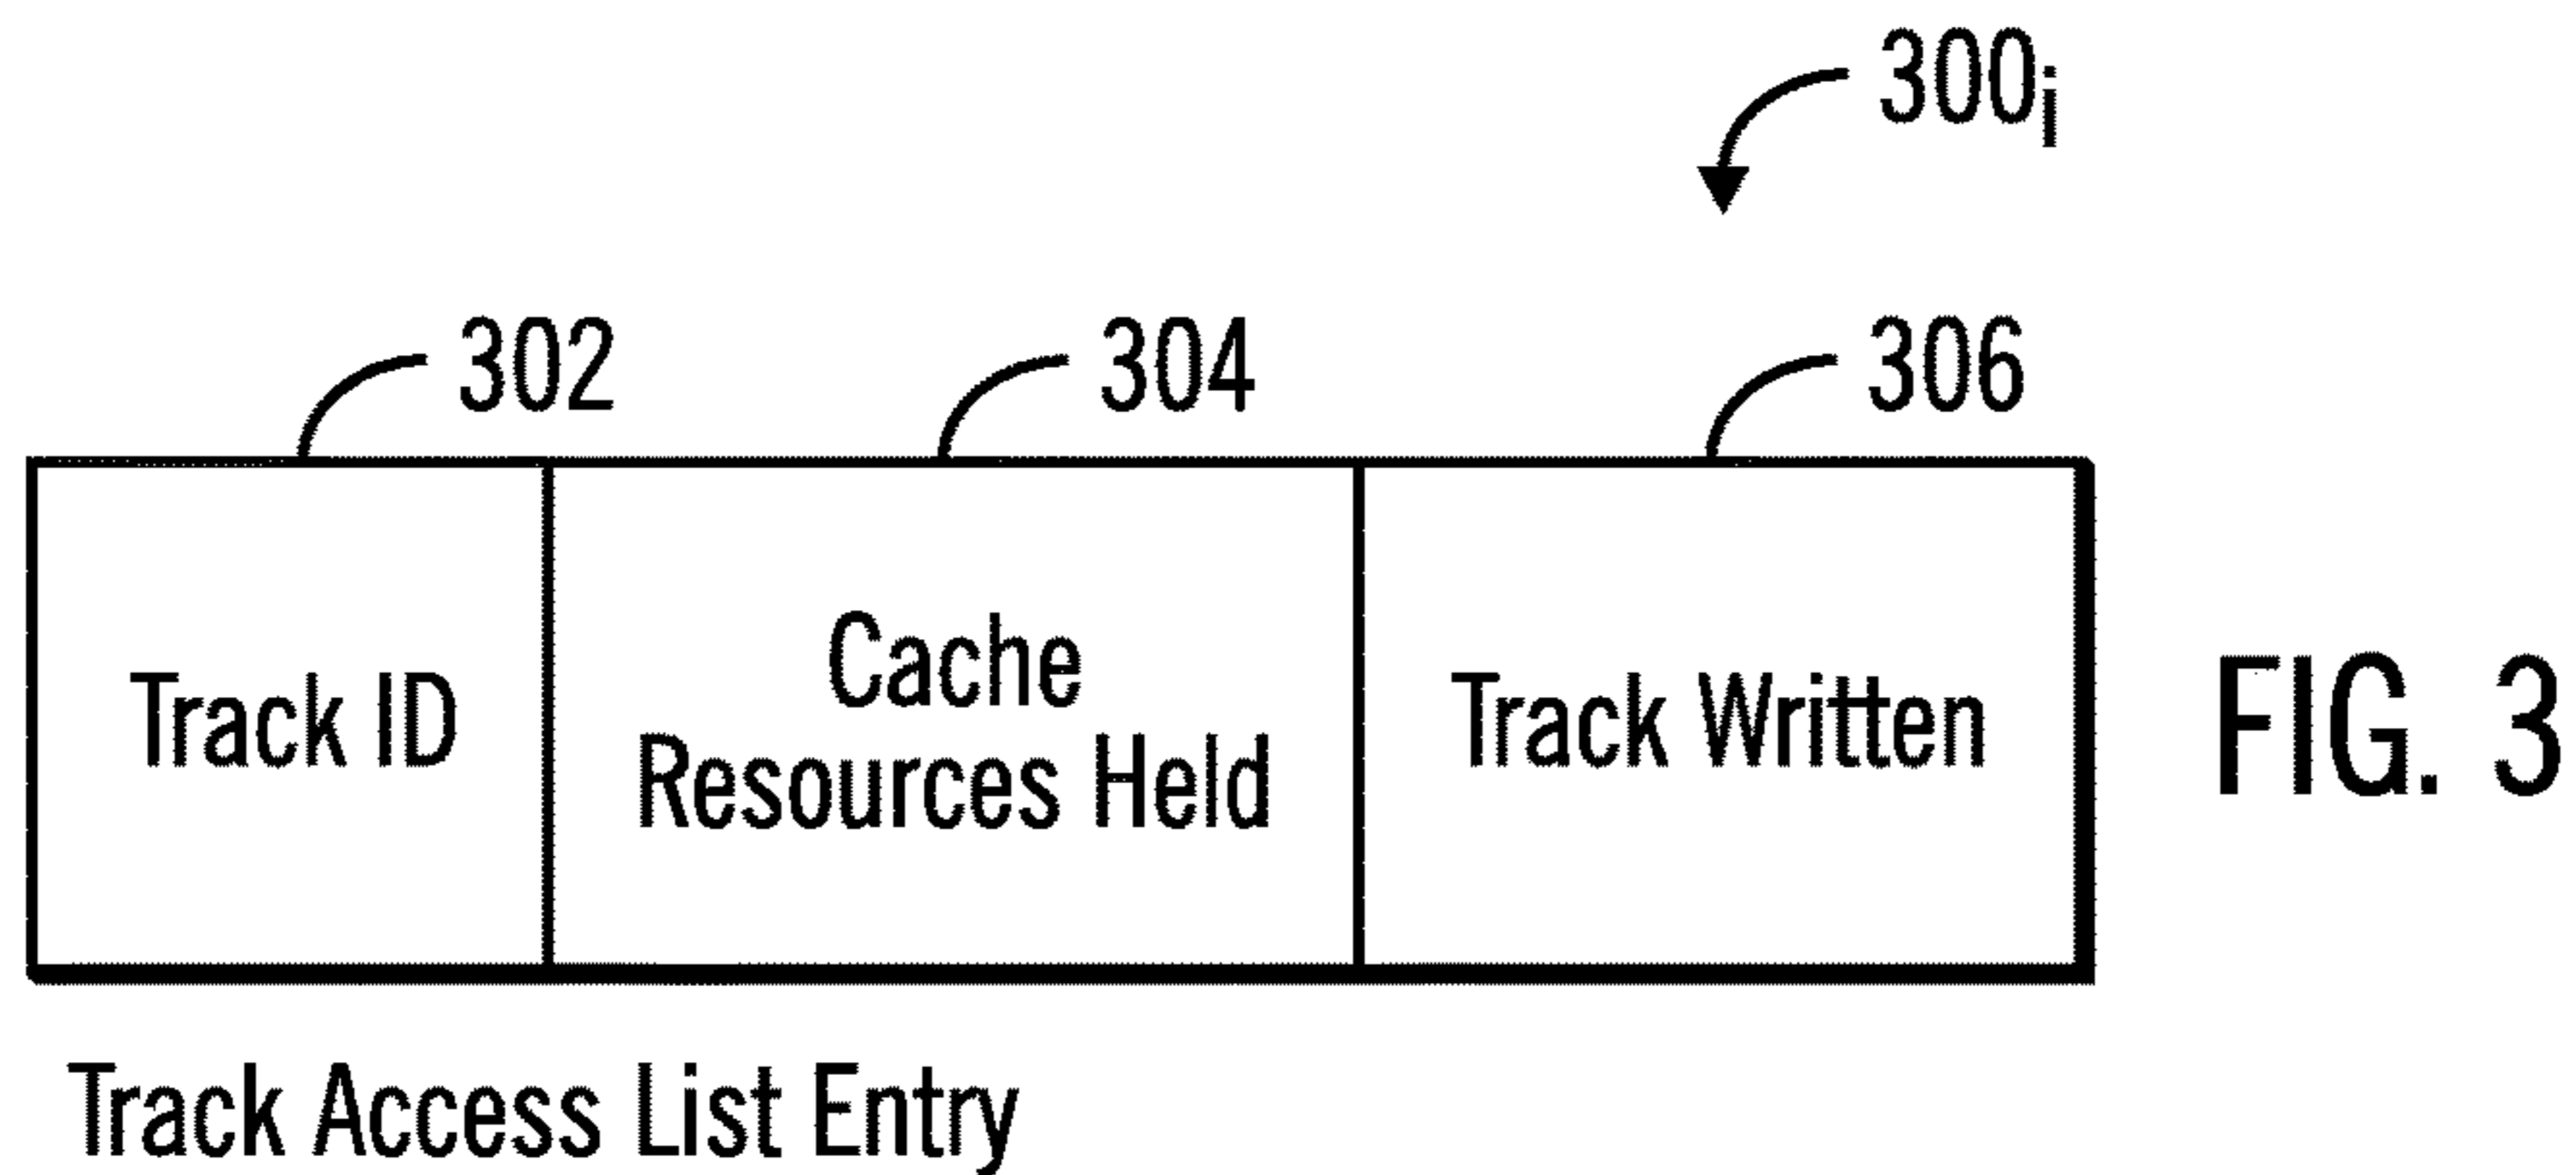 300i
302
304
306
Track ID
Cache
Resources Held
Track Written
FIG. 3
Track Access List Entry